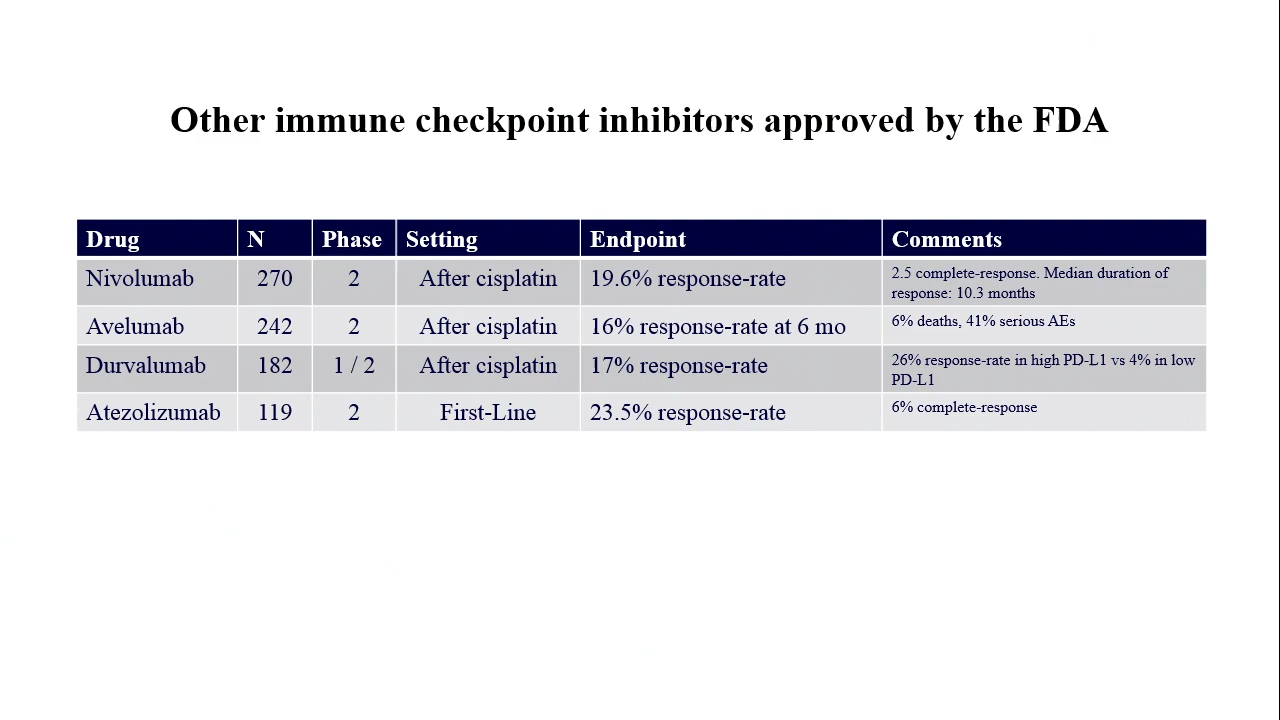 Other immune checkpoint inhibitors approved by the FDA
Drug N Phase Setting Endpoint Comments
Nivolumab 270 2 After cisplatin 19.6% response-rate 2.5 complete-response. Median duration of
response: 10.3 months
Avelumab 242 2 After cisplatin 16% response-rate at 6 mo 6% deaths, 41% serious AEs
Durvalumab 182 1 / 2 After cisplatin 17% response-rate 26% response-rate in high PD-L1 vs 4% in low
PD-L1
Atezolizumab 119 2 First-Line 23.5% response-rate 6% complete-response